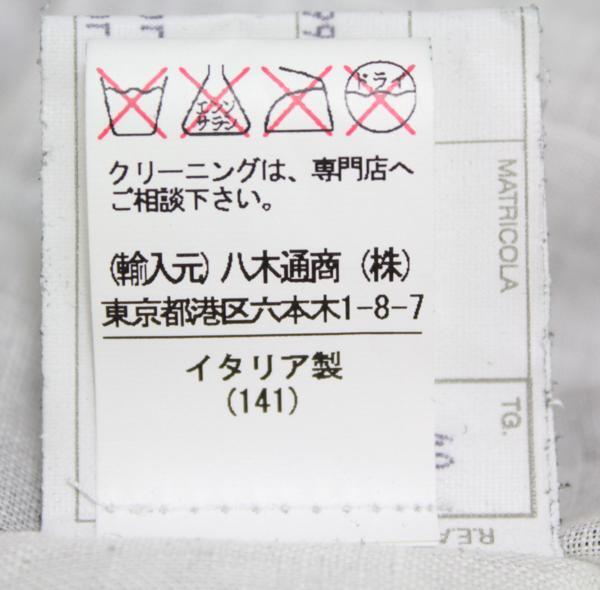 エンソ
サラシ
ドライ
クリーニングは、専門店へ
ご相談下さい。
(輸入元) 八木通商 (株)
東京都港区六本木1-8-7
イタリア製
(141)
MATRICOLA
TG.
40
R.E.A